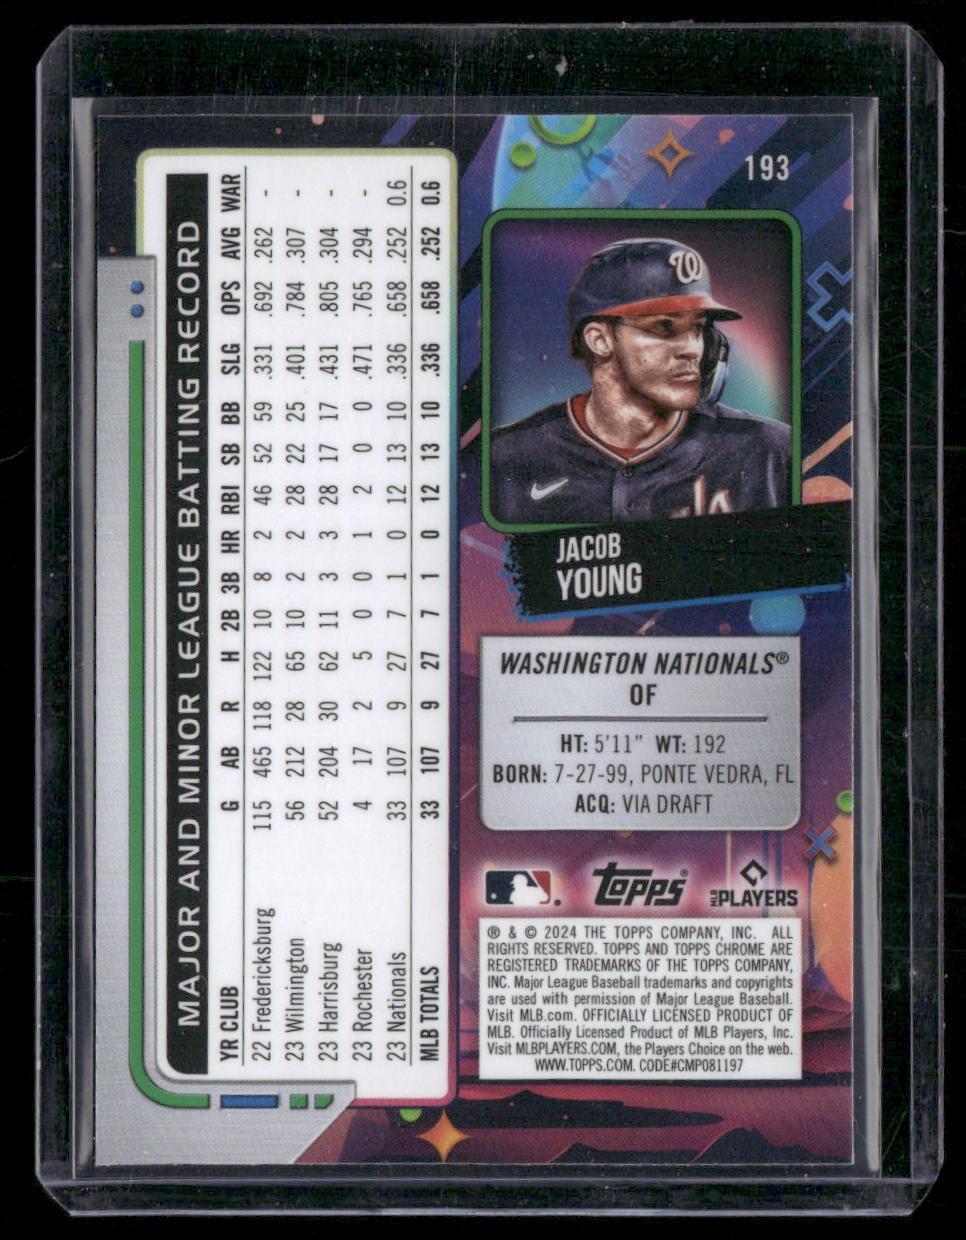 193
JACOB
YOUNG
WASHINGTON NATIONALS®
OF
HT: 5'11" WT: 192
BORN: 7-27-99, PONTE VEDRA, FL
ACQ: VIA DRAFT
topps®
MLB PLAYERS
® & © 2024 THE TOPPS COMPANY, INC. ALL
RIGHTS RESERVED. TOPPS AND TOPPS CHROME ARE
REGISTERED TRADEMARKS OF THE TOPPS COMPANY,
INC. Major League Baseball trademarks and copyrights
are used with permission of Major League Baseball.
Visit MLB.com. OFFICIALLY LICENSED PRODUCT OF
MLB. Officially Licensed Product of MLB Players, Inc.
Visit MLBPLAYERS.COM, the Players Choice on the web.
WWW.TOPPS.COM. CODE#CMP081197
MAJOR AND MINOR LEAGUE BATTING RECORD
YR CLUB G AB R H 2B 3B HR RBI SB BB SLG OPS AVG WAR
22 Fredericksburg 115 465 118 122 10 8 2 46 52 59 .331 .692 .262 -
23 Wilmington 56 212 28 65 10 2 2 28 22 25 .401 .784 .307 -
23 Harrisburg 52 204 30 62 11 3 3 28 17 17 .431 .805 .304 -
23 Rochester 4 17 2 5 0 0 1 2 0 0 .471 .765 .294 -
23 Nationals 33 107 9 27 7 1 0 12 13 10 .336 .658 .252 0.6
MLB TOTALS 33 107 9 27 7 1 0 12 13 10 .336 .658 .252 0.6
W